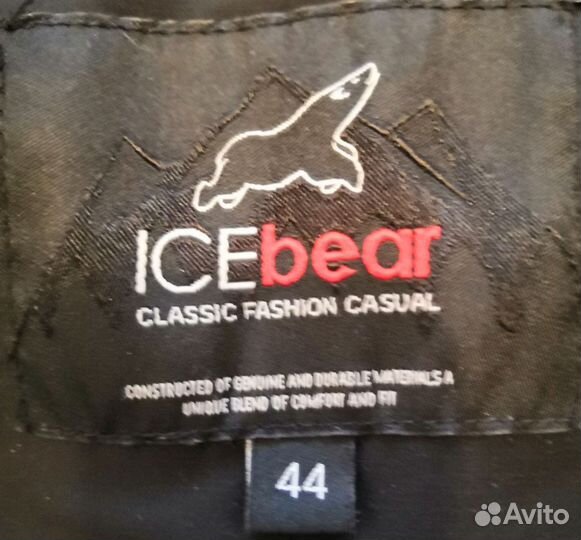 ICEbear
CLASSIC FASHION CASUAL
CONSTRUCTED OF GENUINE AND DURABLE MATERIALS A
UNIQUE BLEND OF COMFORT AND FIT
44
Avito